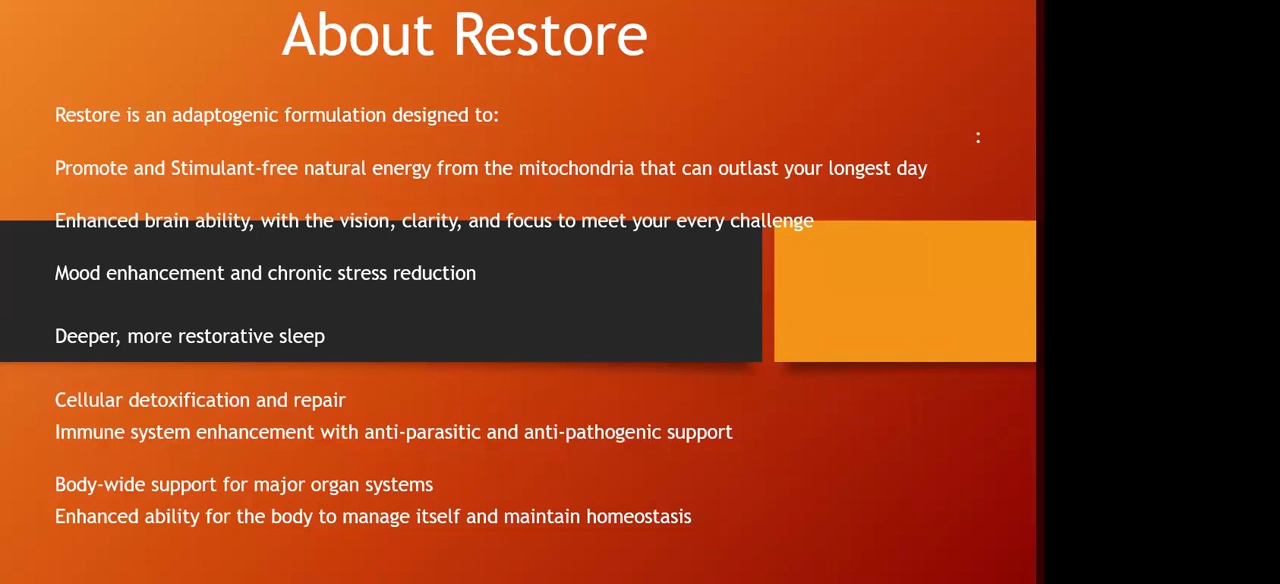 About Restore
Restore is an adaptogenic formulation designed to:
:
Promote and Stimulant-free natural energy from the mitochondria that can outlast your longest day
Enhanced brain ability, with the vision, clarity, and focus to meet your every challenge
Mood enhancement and chronic stress reduction
Deeper, more restorative sleep
Cellular detoxification and repair
Immune system enhancement with anti-parasitic and anti-pathogenic support
Body-wide support for major organ systems
Enhanced ability for the body to manage itself and maintain homeostasis